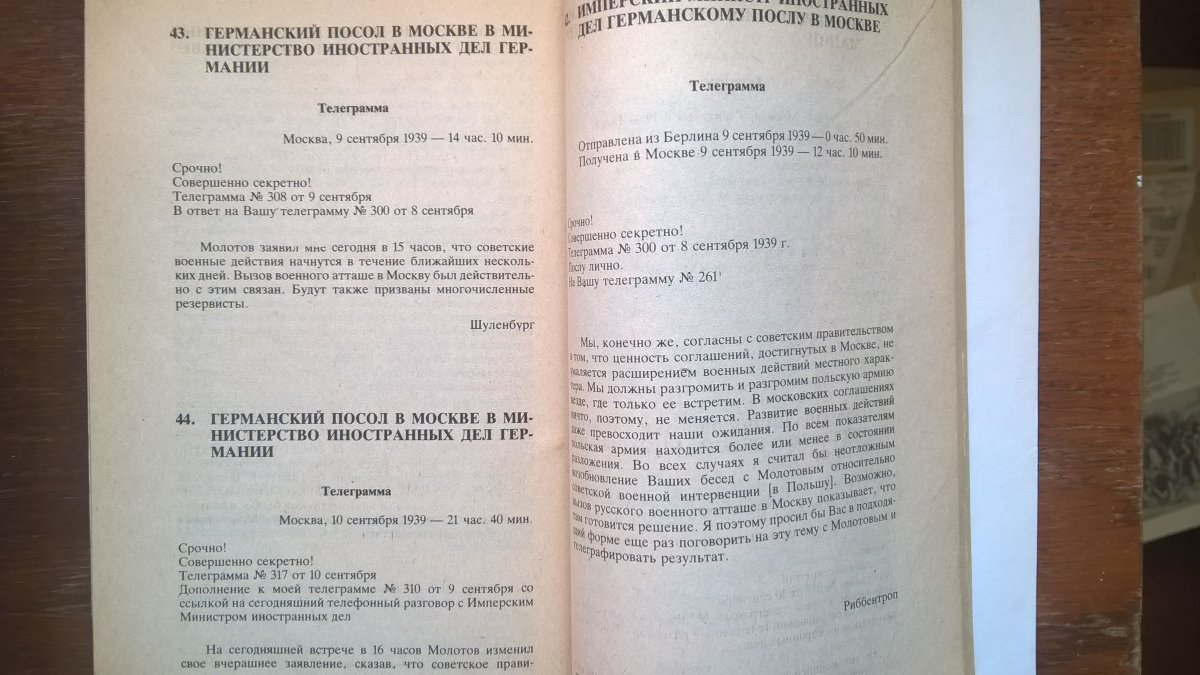 43. ГЕРМАНСКИЙ ПОСОЛ В МОСКВЕ В МИ-
НИСТЕРСТВО ИНОСТРАННЫХ ДЕЛ ГЕР-
МАНИИ
Телеграмма
Москва, 9 сентября 1939 — 14 час. 10 мин.
Срочно!
Совершенно секретно!
Телеграмма № 308 от 9 сентября
В ответ на Вашу телеграмму № 300 от 8 сентября
Молотов заявил мне сегодня в 15 часов, что советские
военные действия начнутся в течение ближайших несколь-
ких дней. Вызов военного атташе в Москву был действитель-
но с этим связан. Будут также призваны многочисленные
резервисты.
Шуленбург
44. ГЕРМАНСКИЙ ПОСОЛ В МОСКВЕ В МИ-
НИСТЕРСТВО ИНОСТРАННЫХ ДЕЛ ГЕР-
МАНИИ
Телеграмма
Москва, 10 сентября 1939 — 21 час. 40 мин.
Срочно!
Совершенно секретно!
Телеграмма № 317 от 10 сентября
Дополнение к моей телеграмме № 310 от 9 сентября со
ссылкой на сегодняшний телефонный разговор с Имперским
Министром иностранных дел
На сегодняшней встрече в 16 часов Молотов изменил
свое вчерашнее заявление, сказав, что советское прави-
2. ИМПЕРСКИЙ МИНИСТР ИНОСТРАННЫХ
ДЕЛ ГЕРМАНСКОМУ ПОСЛУ В МОСКВЕ
Телеграмма
Отправлена из Берлина 9 сентября 1939 — 0 час. 50 мин.
Получена в Москве 9 сентября 1939 — 12 час. 10 мин.
Срочно!
Совершенно секретно!
Телеграмма № 300 от 8 сентября 1939 г.
Послу лично.
На Вашу телеграмму № 261
Мы, конечно же, согласны с советским правительством
в том, что ценность соглашений, достигнутых в Москве, не
умаляется расширением военных действий местного харак-
тера. Мы должны разгромить и разгромим польскую армию
везде, где только ее встретим. В московских соглашениях
ничто, поэтому, не меняется. Развитие военных действий
даже превосходит наши ожидания. По всем показателям
польская армия находится более или менее в состоянии
разложения. Во всех случаях я считал бы неотложным
возобновление Ваших бесед с Молотовым относительно
советской военной интервенции [в Польшу]. Возможно,
вызов русского военного атташе в Москву показывает, что
там готовится решение. Я поэтому просил бы Вас в подходя-
щей форме еще раз поговорить на эту тему с Молотовым и
телеграфировать результат.
Риббентроп